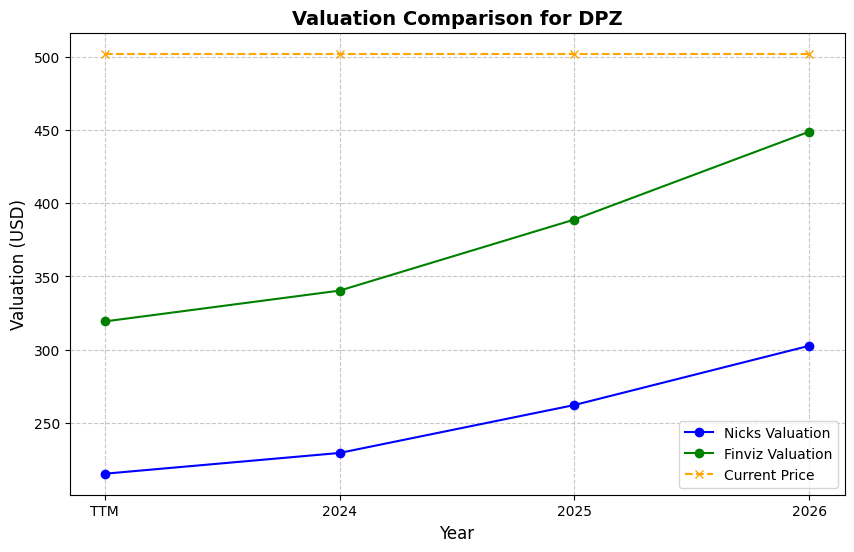 Valuation Comparison for DPZ
Valuation (USD)
500
450
400
350
300
250
TTM
2024
2025
2026
Year
Nicks Valuation
Finviz Valuation
Current Price